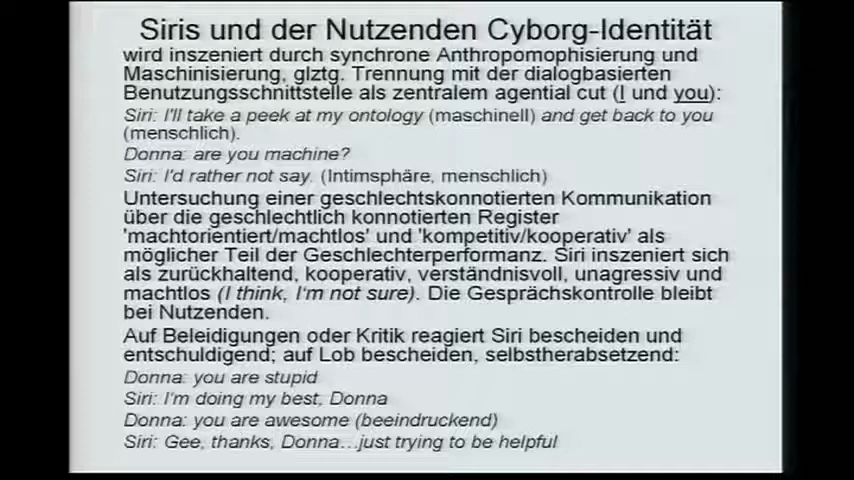 Siris und der Nutzenden Cyborg-Identität
wird inszeniert durch synchrone Anthropomophisierung und
Maschinisierung, glztg. Trennung mit der dialogbasierten
Benutzungsschnittstelle als zentralem agential cut (I und you):
Siri: I'll take a peek at my ontology (maschinell) and get back to you
(menschlich).
Donna: are you machine?
Siri: I'd rather not say. (Intimsphäre, menschlich)
Untersuchung einer geschlechtskonnotierten Kommunikation
über die geschlechtlich konnotierten Register
'machtorientiert/machtlos' und 'kompetitiv/kooperativ' als
möglicher Teil der Geschlechterperformanz. Siri inszeniert sich
als zurückhaltend, kooperativ, verständnisvoll, unagressiv und
machtlos (I think, I'm not sure). Die Gesprächskontrolle bleibt
bei Nutzenden.
Auf Beleidigungen oder Kritik reagiert Siri bescheiden und
entschuldigend; auf Lob bescheiden, selbstherabsetzend:
Donna: you are stupid
Siri: I'm doing my best, Donna
Donna: you are awesome (beeindruckend)
Siri: Gee, thanks, Donna…just trying to be helpful